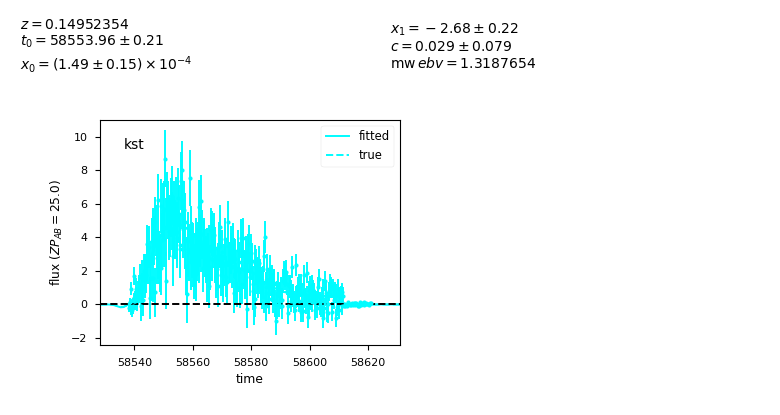 z = 0.14952354
t₀ = 58553.96 ± 0.21
x₀ = (1.49 ± 0.15) × 10⁻⁴
x₁ = −2.68 ± 0.22
c = 0.029 ± 0.079
mw ebv = 1.3187654
kst
fitted
true
10
8
6
4
2
0
−2
flux (ZP_AB = 25.0)
58540 58560 58580 58600 58620
time